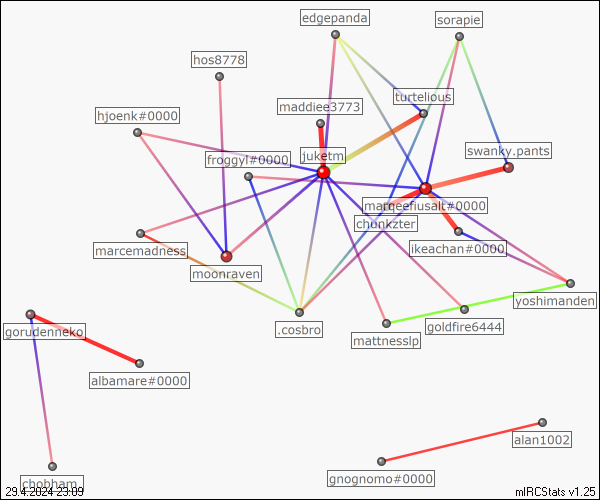 edgepanda
sorapie
hos8778
turtelious
maddiee3773
hjoenk#0000
juketm
swanky.pants
froggyl#0000
marqeefiusalt#0000
chonkzter
marcemadness
ikeachan#0000
moonraven
yoshimanden
.cosbro
goldfire6444
mattnesslp
gorudenneko
albamare#0000
alan1002
gnognomo#0000
chobham_
29.4.2024 23:09
mIRCStats v1.25